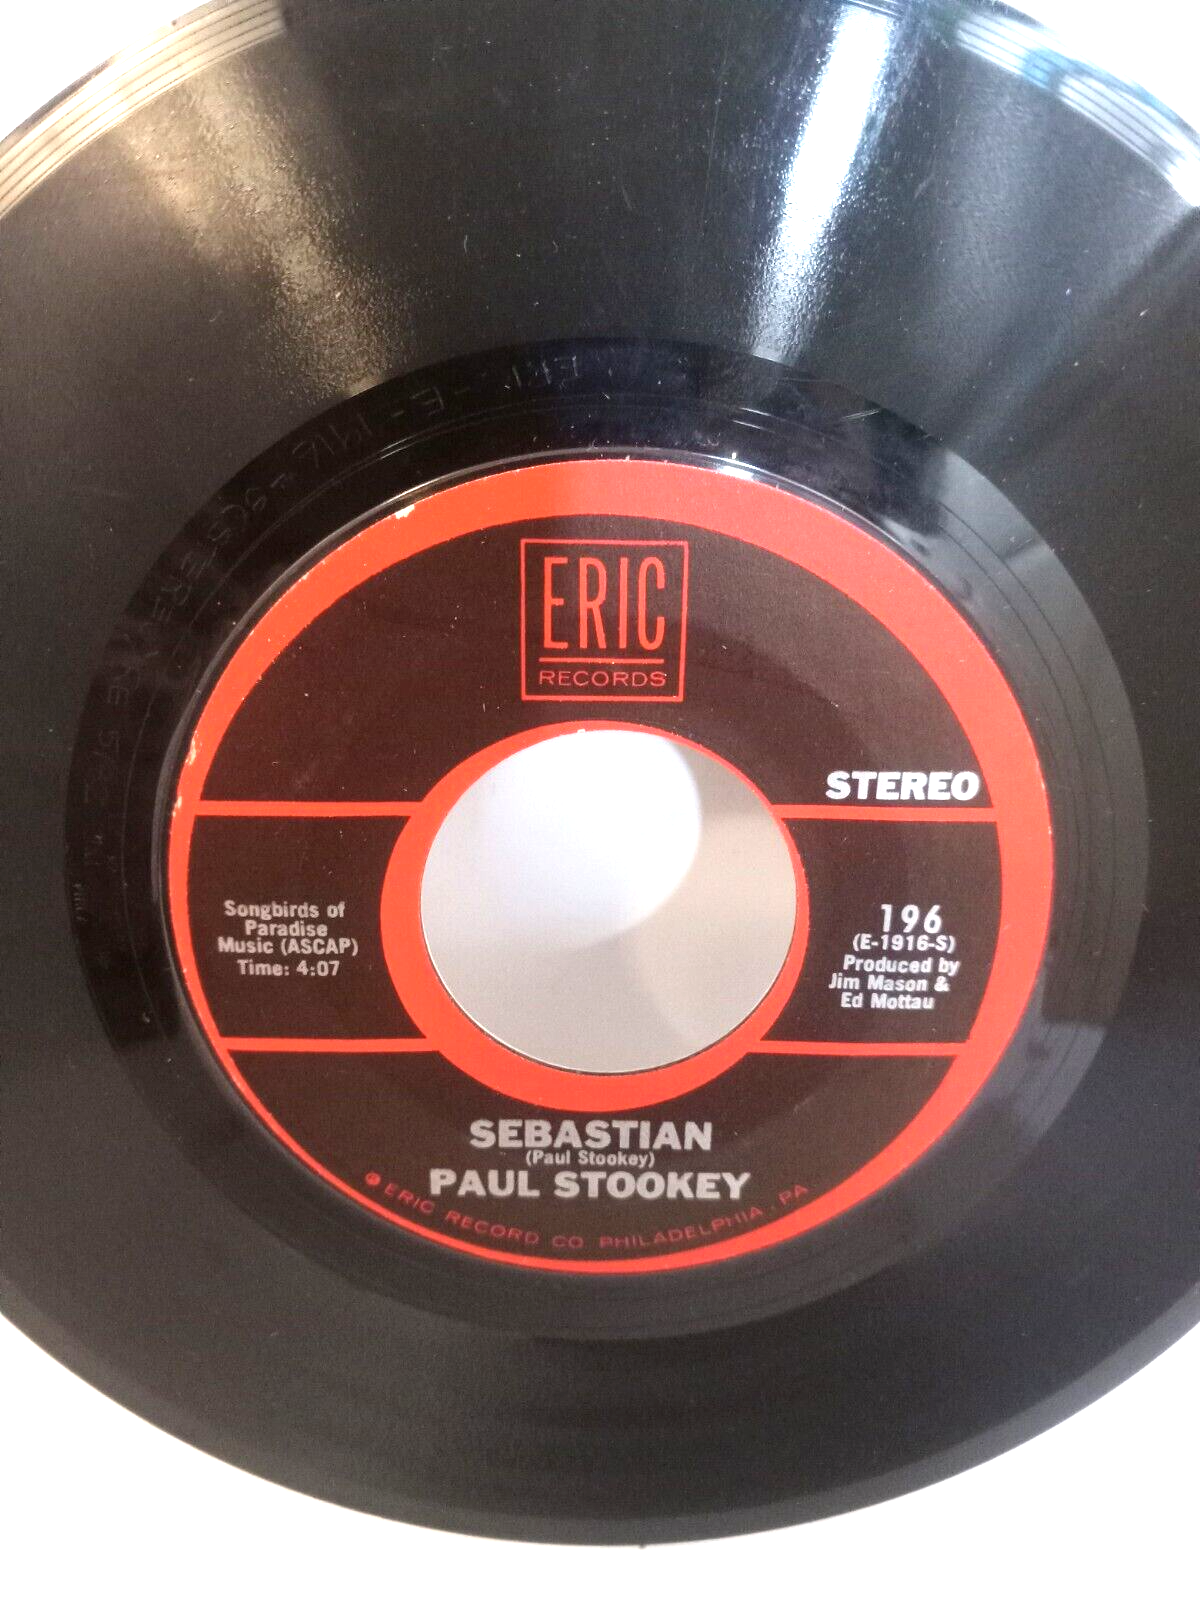 ERIC
RECORDS
STEREO
Songbirds of
Paradise
Music (ASCAP)
Time: 4:07
196
(E-1916-S)
Produced by
Jim Mason &
Ed Mottau
SEBASTIAN
(Paul Stookey)
PAUL STOOKEY
℗ ERIC RECORD CO. PHILADELPHIA, PA